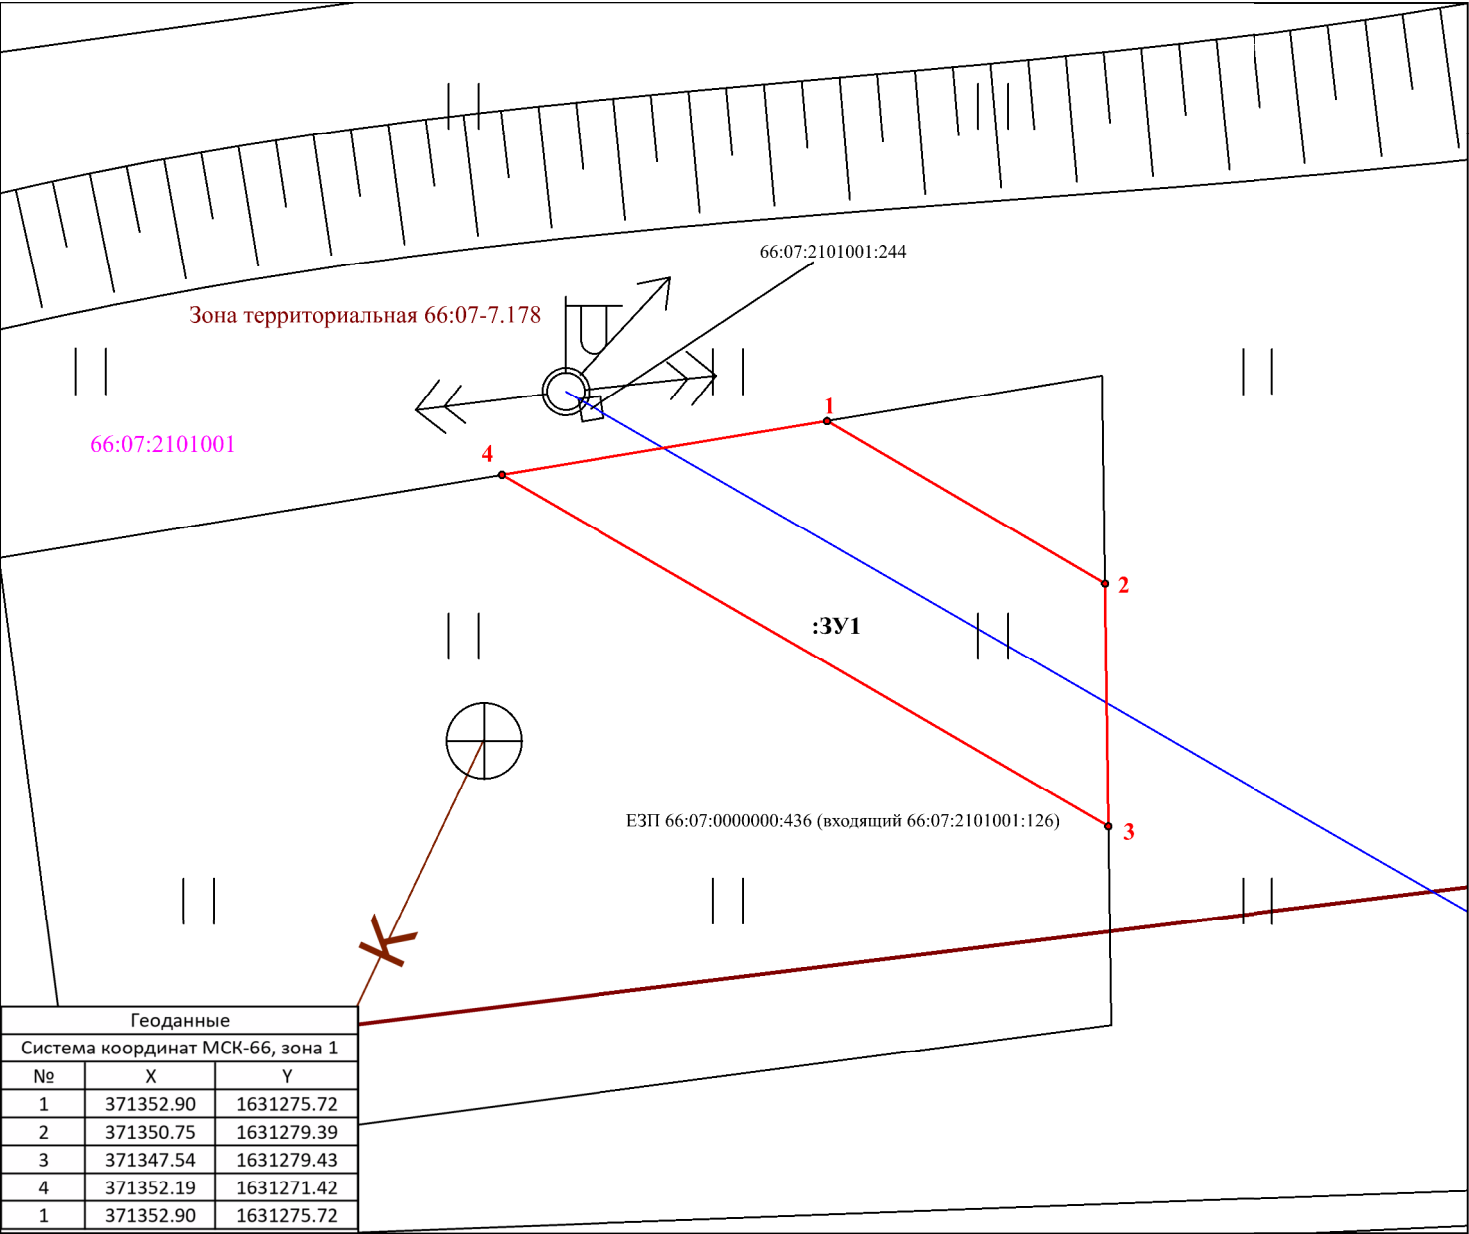 66:07:2101001:244
Зона территориальная 66:07-7.178
1
66:07:2101001
4
2
:ЗУ1
ЕЗП 66:07:0000000:436 (входящий 66:07:2101001:126)
3
К
Геоданные
Система координат МСК-66, зона 1
№ X Y
1 371352.90 1631275.72
2 371350.75 1631279.39
3 371347.54 1631279.43
4 371352.19 1631271.42
1 371352.90 1631275.72